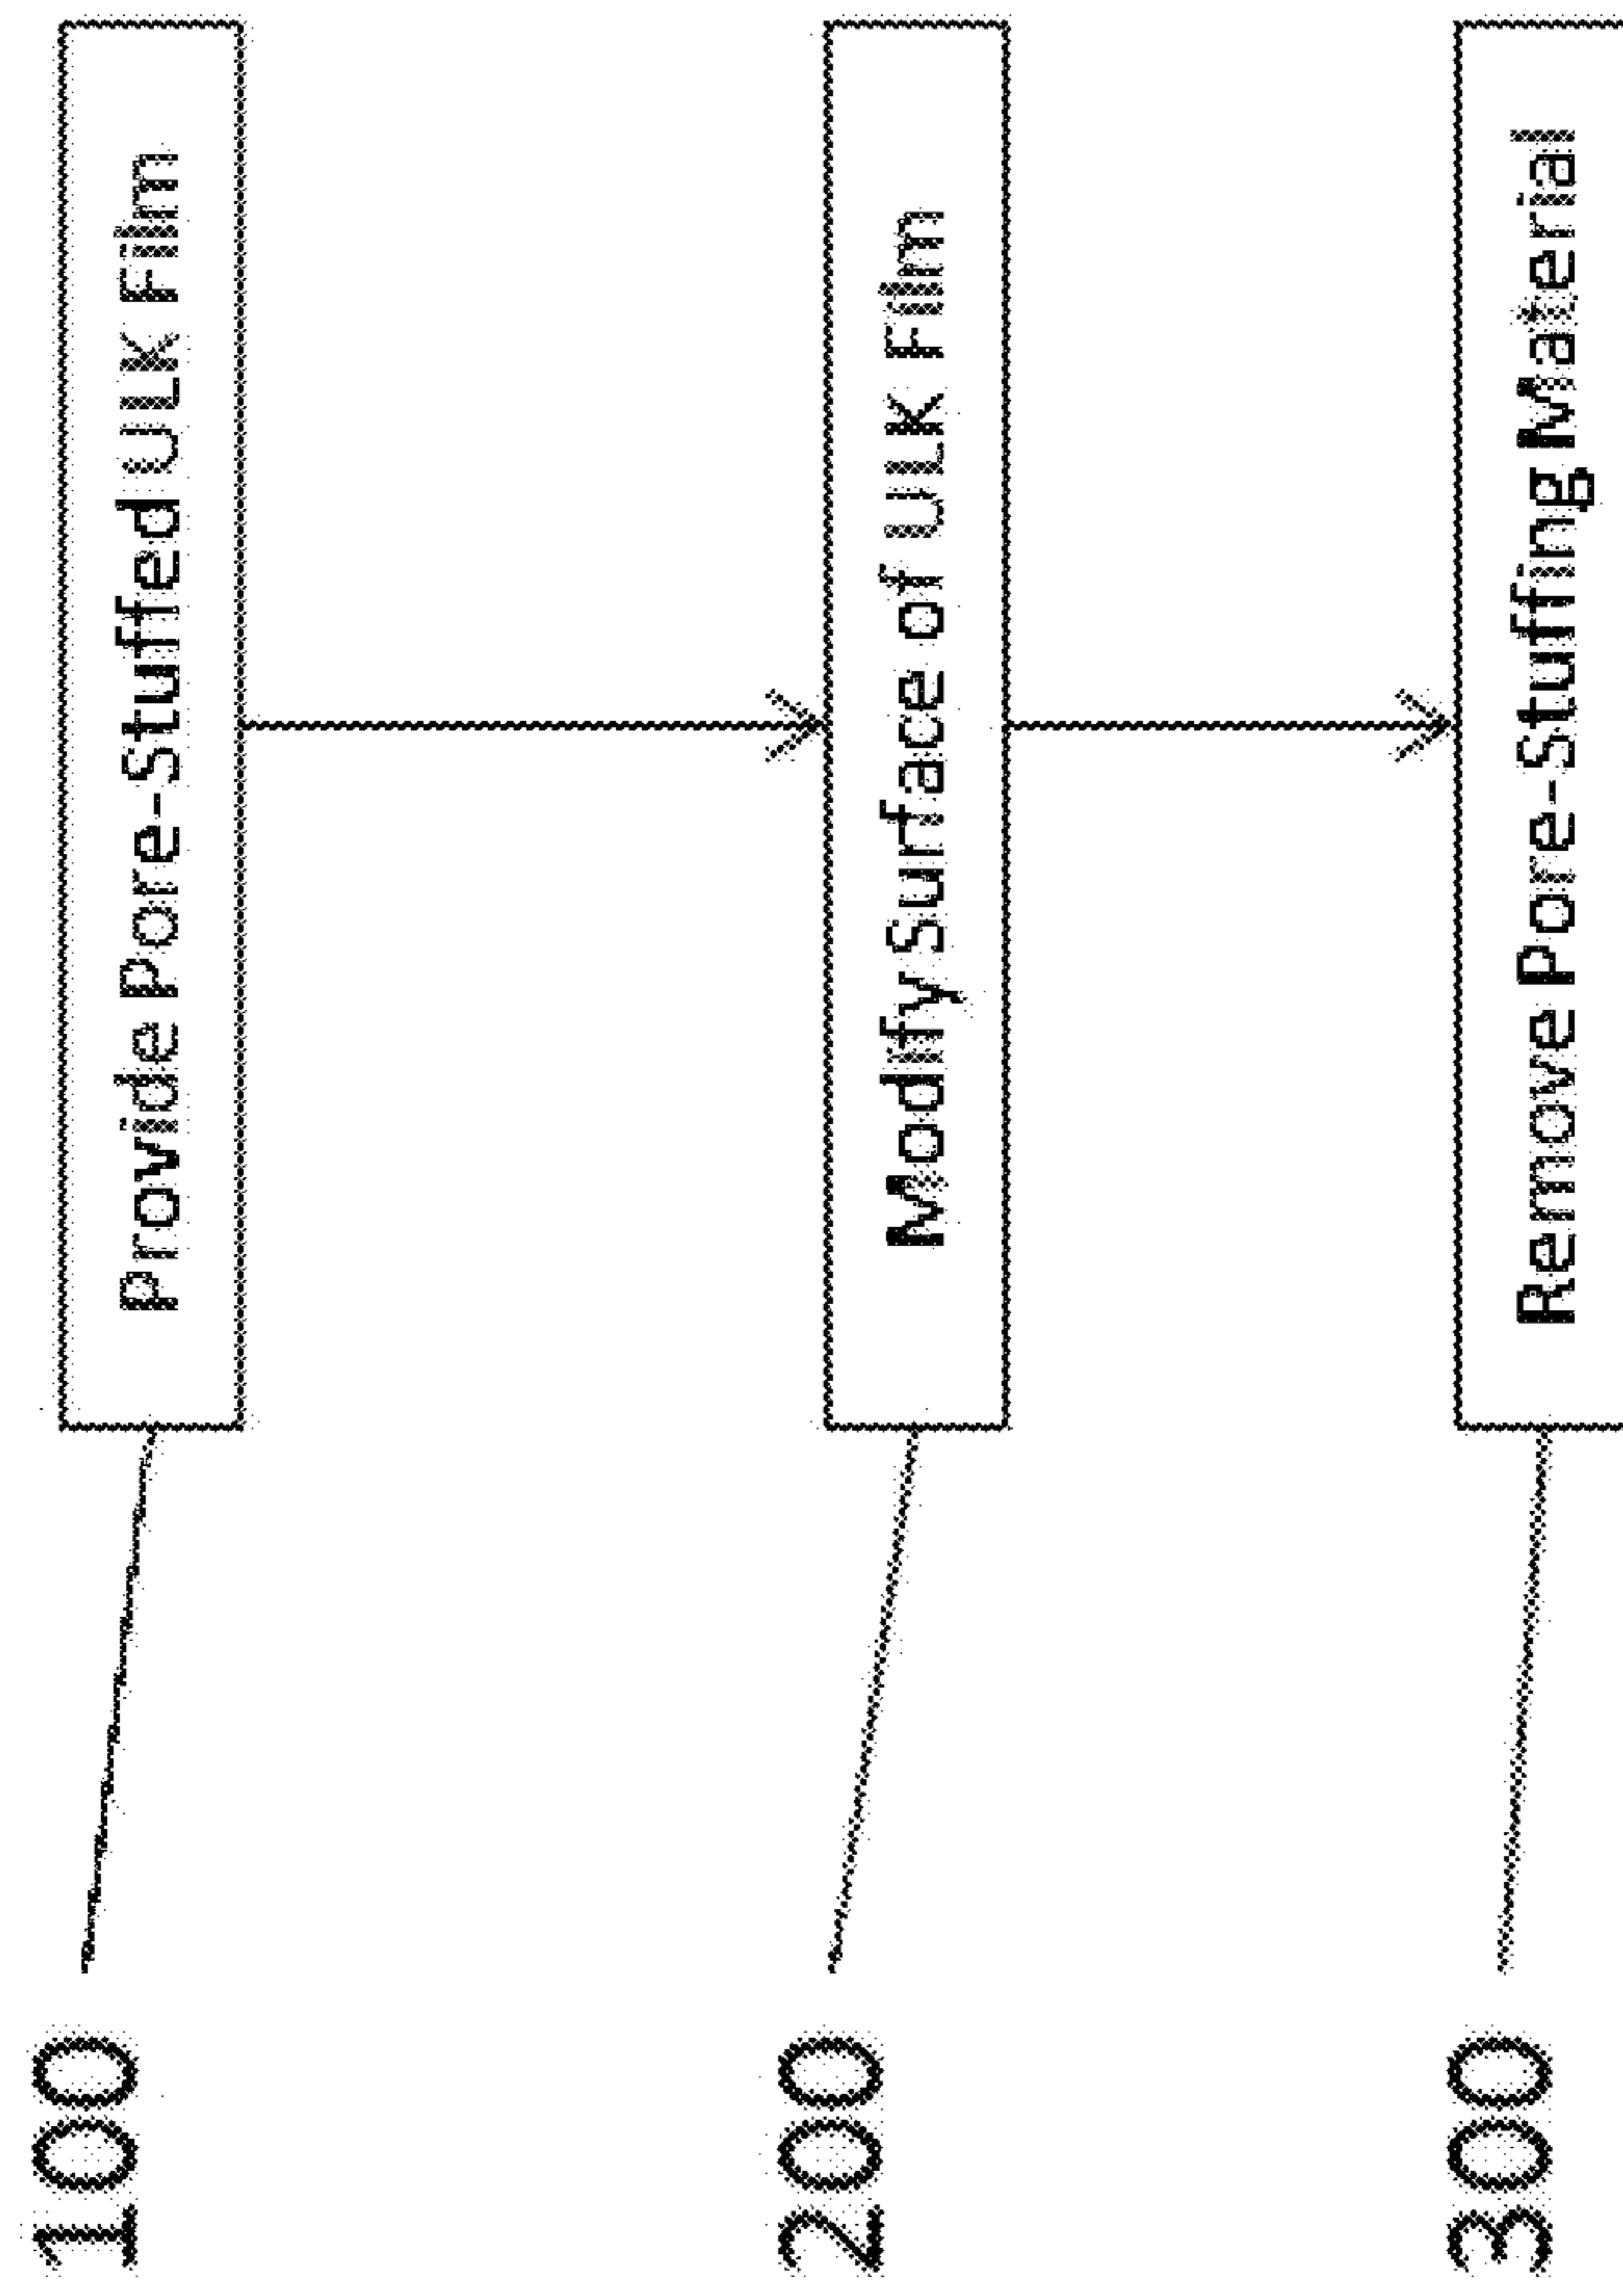 100
Provide Pore-Stuffed ULK Film
200
Modify Surface of ULK Film
300
Remove Pore-Stuffing Material